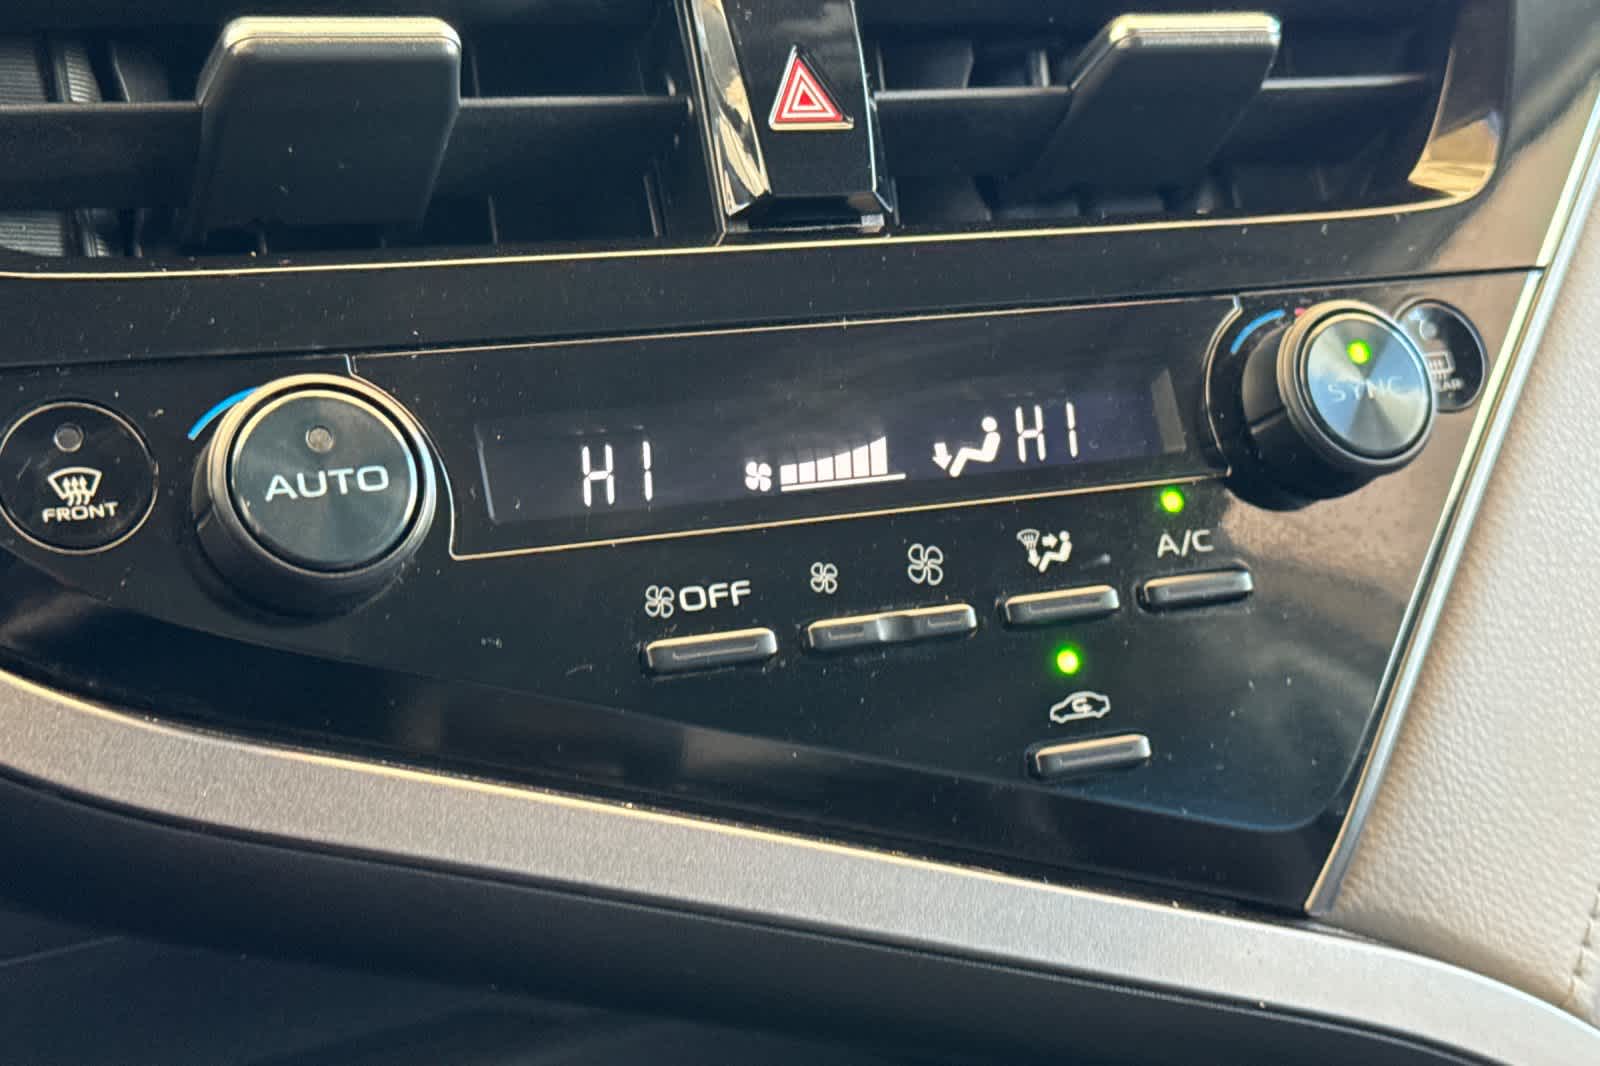 FRONT
AUTO
HI
HI
SYNC
OFF
A/C